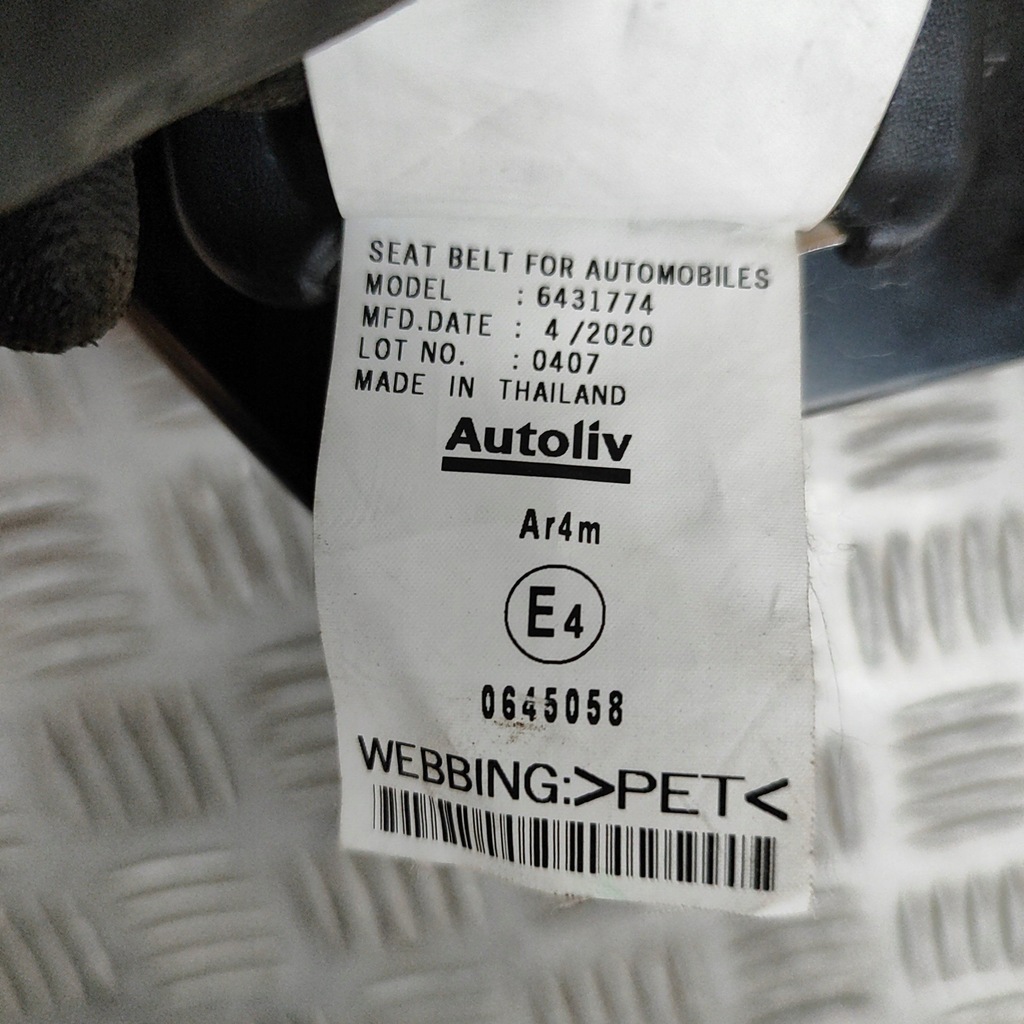 SEAT BELT FOR AUTOMOBILES
MODEL : 6431774
MFD.DATE : 4 /2020
LOT NO. : 0407
MADE IN THAILAND
Autoliv
Ar4m
E4
0645058
WEBBING:>PET<